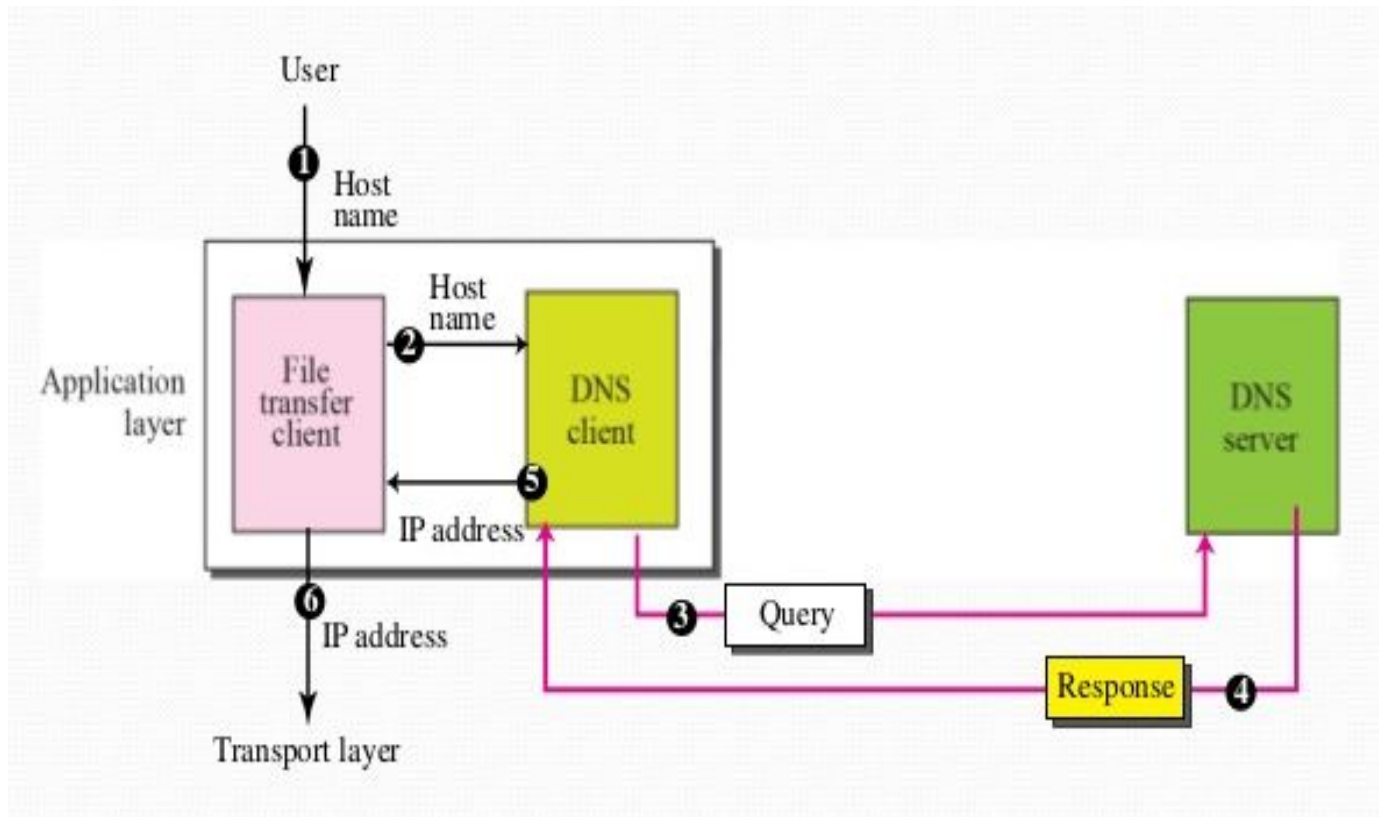 User
1
Host
name
Host
name
2
File
transfer
client
DNS
client
DNS
server
Application
layer
5
IP address
6
IP address
3
Query
Response
4
Transport layer